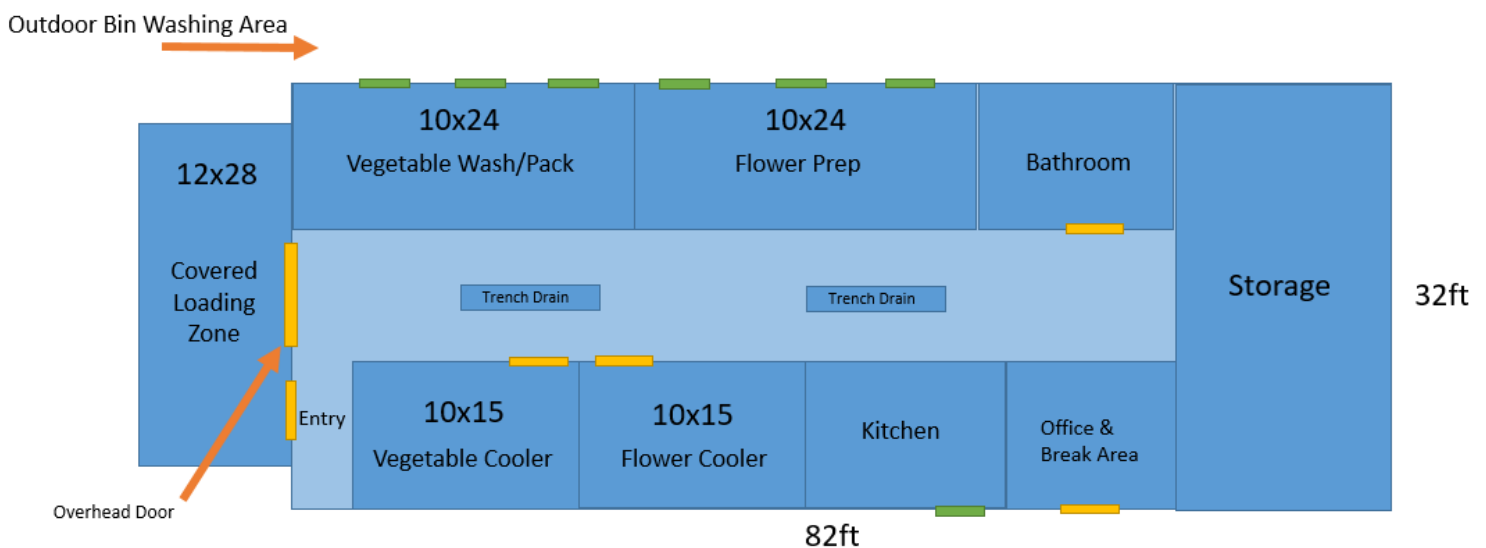 Outdoor Bin Washing Area
10x24
Vegetable Wash/Pack
10x24
Flower Prep
Bathroom
12x28
Covered
Loading
Zone
Trench Drain
Trench Drain
Storage
32ft
Entry
10x15
Vegetable Cooler
10x15
Flower Cooler
Kitchen
Office &
Break Area
Overhead Door
82ft